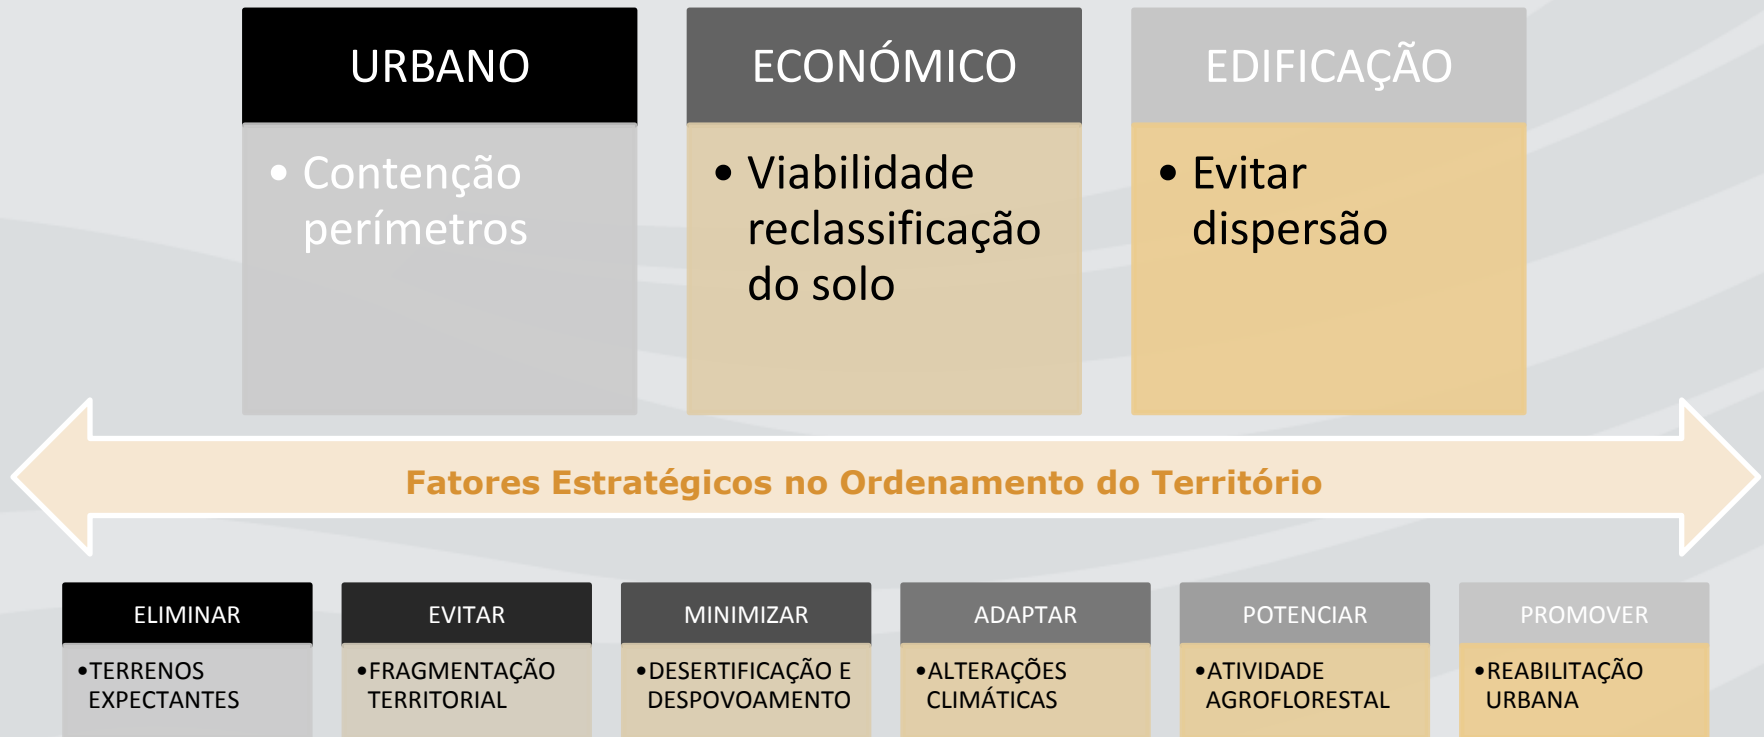 URBANO
• Contenção
perímetros
ECONÓMICO
• Viabilidade
reclassificação
do solo
EDIFICAÇÃO
• Evitar
dispersão
Fatores Estratégicos no Ordenamento do Território
ELIMINAR
•TERRENOS
EXPECTANTES
EVITAR
•FRAGMENTAÇÃO
TERRITORIAL
MINIMIZAR
•DESERTIFICAÇÃO E
DESPOVOAMENTO
ADAPTAR
•ALTERAÇÕES
CLIMÁTICAS
POTENCIAR
•ATIVIDADE
AGROFLORESTAL
PROMOVER
•REABILITAÇÃO
URBANA